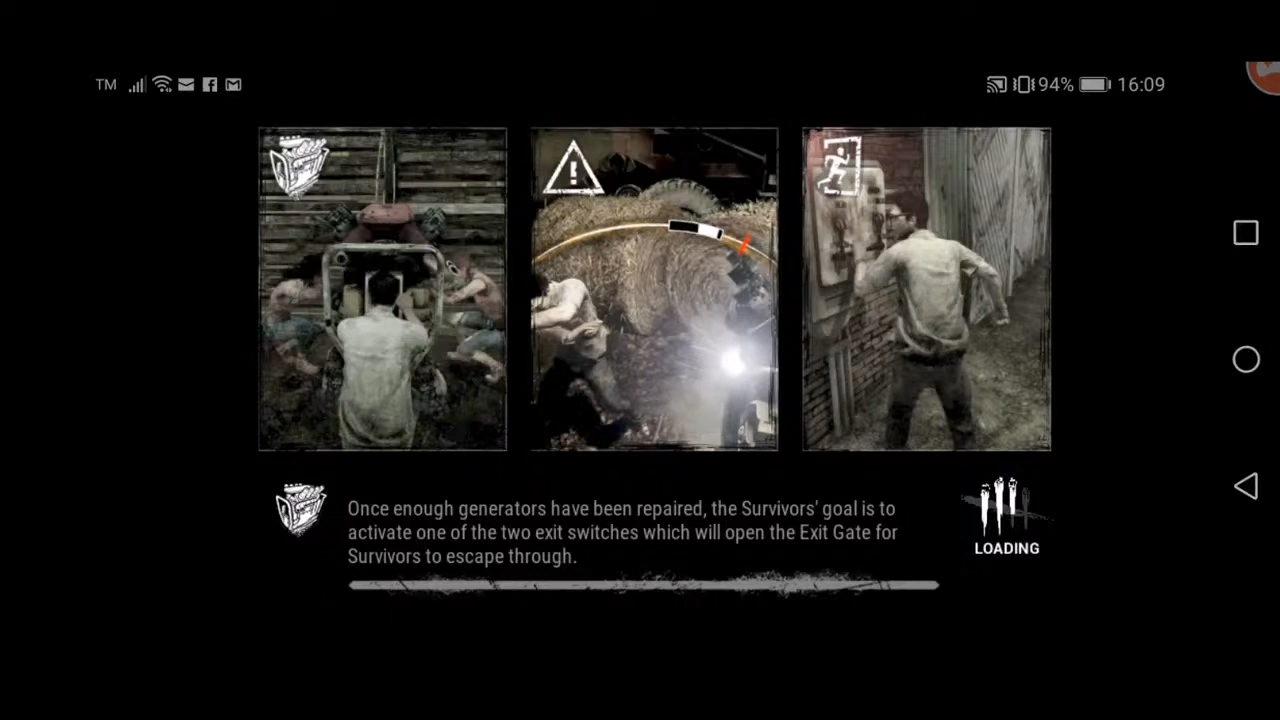 TM
94%
16:09
Once enough generators have been repaired, the Survivors' goal is to
activate one of the two exit switches which will open the Exit Gate for
Survivors to escape through.
LOADING